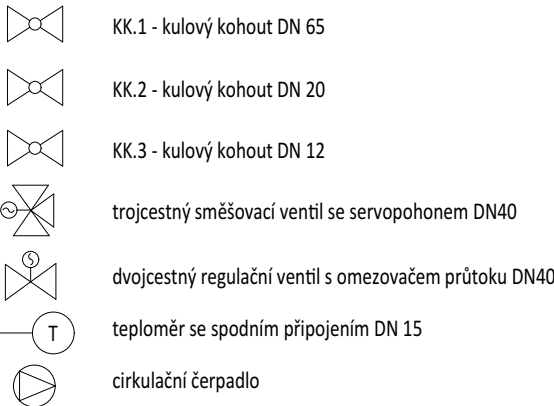 KK.1 - kulový kohout DN 65
KK.2 - kulový kohout DN 20
KK.3 - kulový kohout DN 12
trojcestný směšovací ventil se servopohonem DN40
dvojcestný regulační ventil s omezovačem průtoku DN40
T teploměr se spodním připojením DN 15
cirkulační čerpadlo